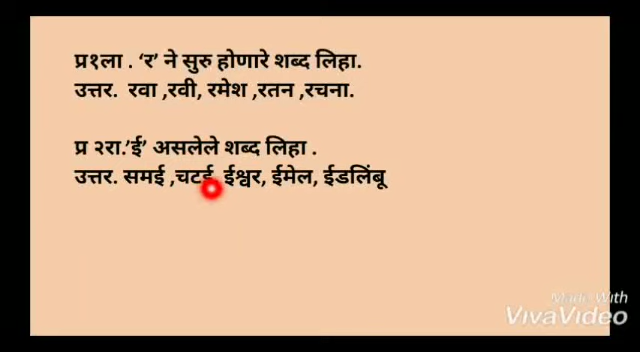 प्र१ला . ‘र’ ने सुरु होणारे शब्द लिहा.
उत्तर. रवा ,रवी, रमेश ,रतन ,रचना.
प्र २रा.’ई’ असलेले शब्द लिहा .
उत्तर. समई ,चटई, ईश्वर, ईमेल, ईडलिंबू
Made With
VivaVideo